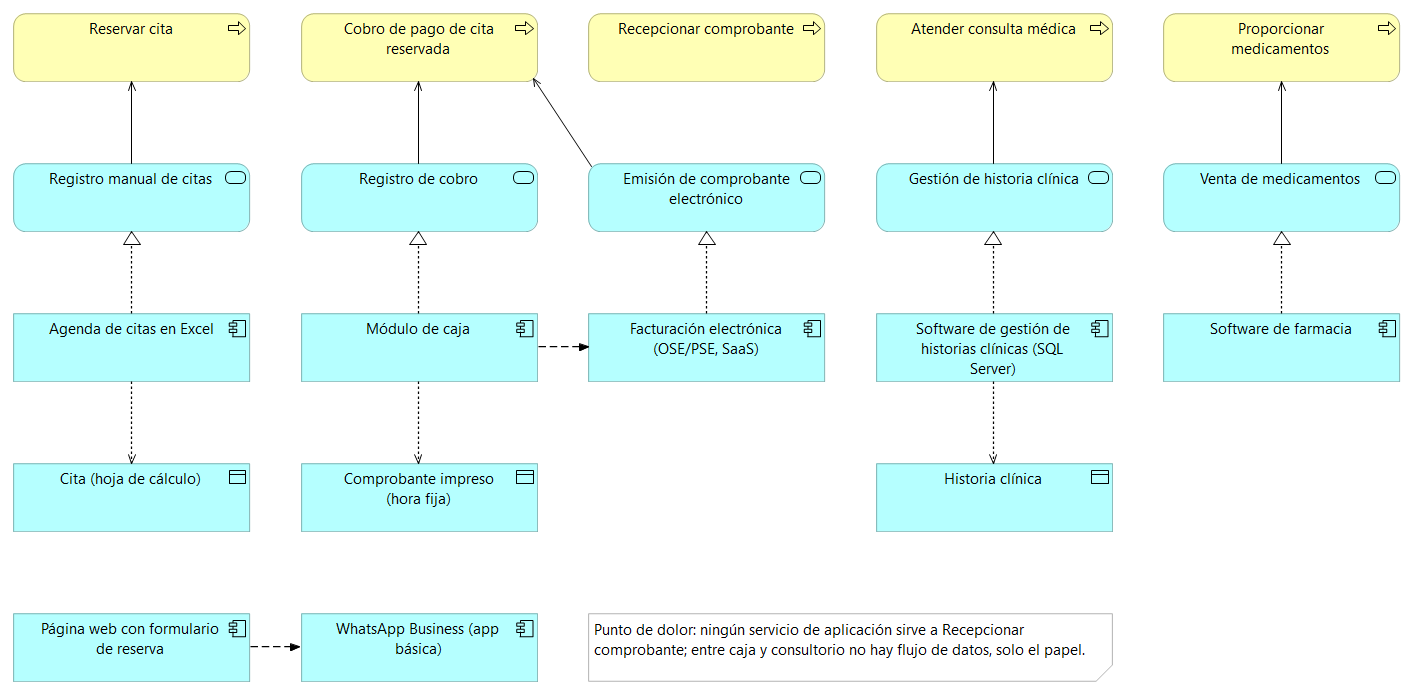 Reservar cita
Cobro de pago de cita
reservada
Recepcionar comprobante
Atender consulta médica
Proporcionar
medicamentos
Registro manual de citas
Registro de cobro
Emisión de comprobante
electrónico
Gestión de historia clínica
Venta de medicamentos
Agenda de citas en Excel
Módulo de caja
Facturación electrónica
(OSE/PSE, SaaS)
Software de gestión de
historias clínicas (SQL
Server)
Software de farmacia
Cita (hoja de cálculo)
Comprobante impreso
(hora fija)
Historia clínica
Página web con formulario
de reserva
WhatsApp Business (app
básica)
Punto de dolor: ningún servicio de aplicación sirve a Recepcionar
comprobante; entre caja y consultorio no hay flujo de datos, solo el papel.